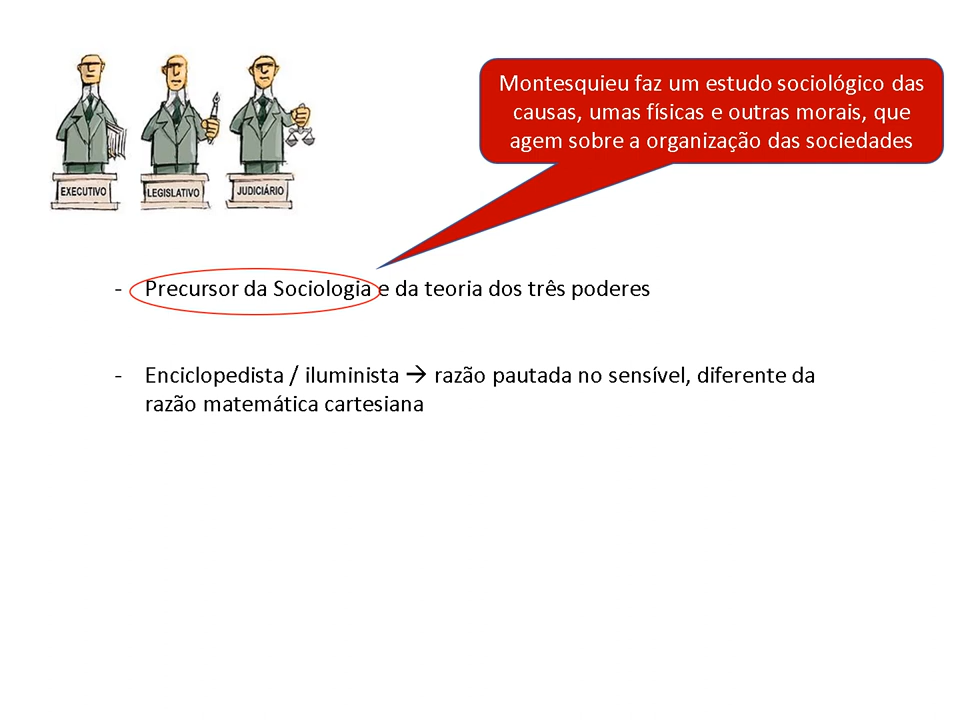 EXECUTIVO
LEGISLATIVO
JUDICIÁRIO
Montesquieu faz um estudo sociológico das
causas, umas físicas e outras morais, que
agem sobre a organização das sociedades
- Precursor da Sociologia e da teoria dos três poderes
- Enciclopedista / iluminista → razão pautada no sensível, diferente da
razão matemática cartesiana